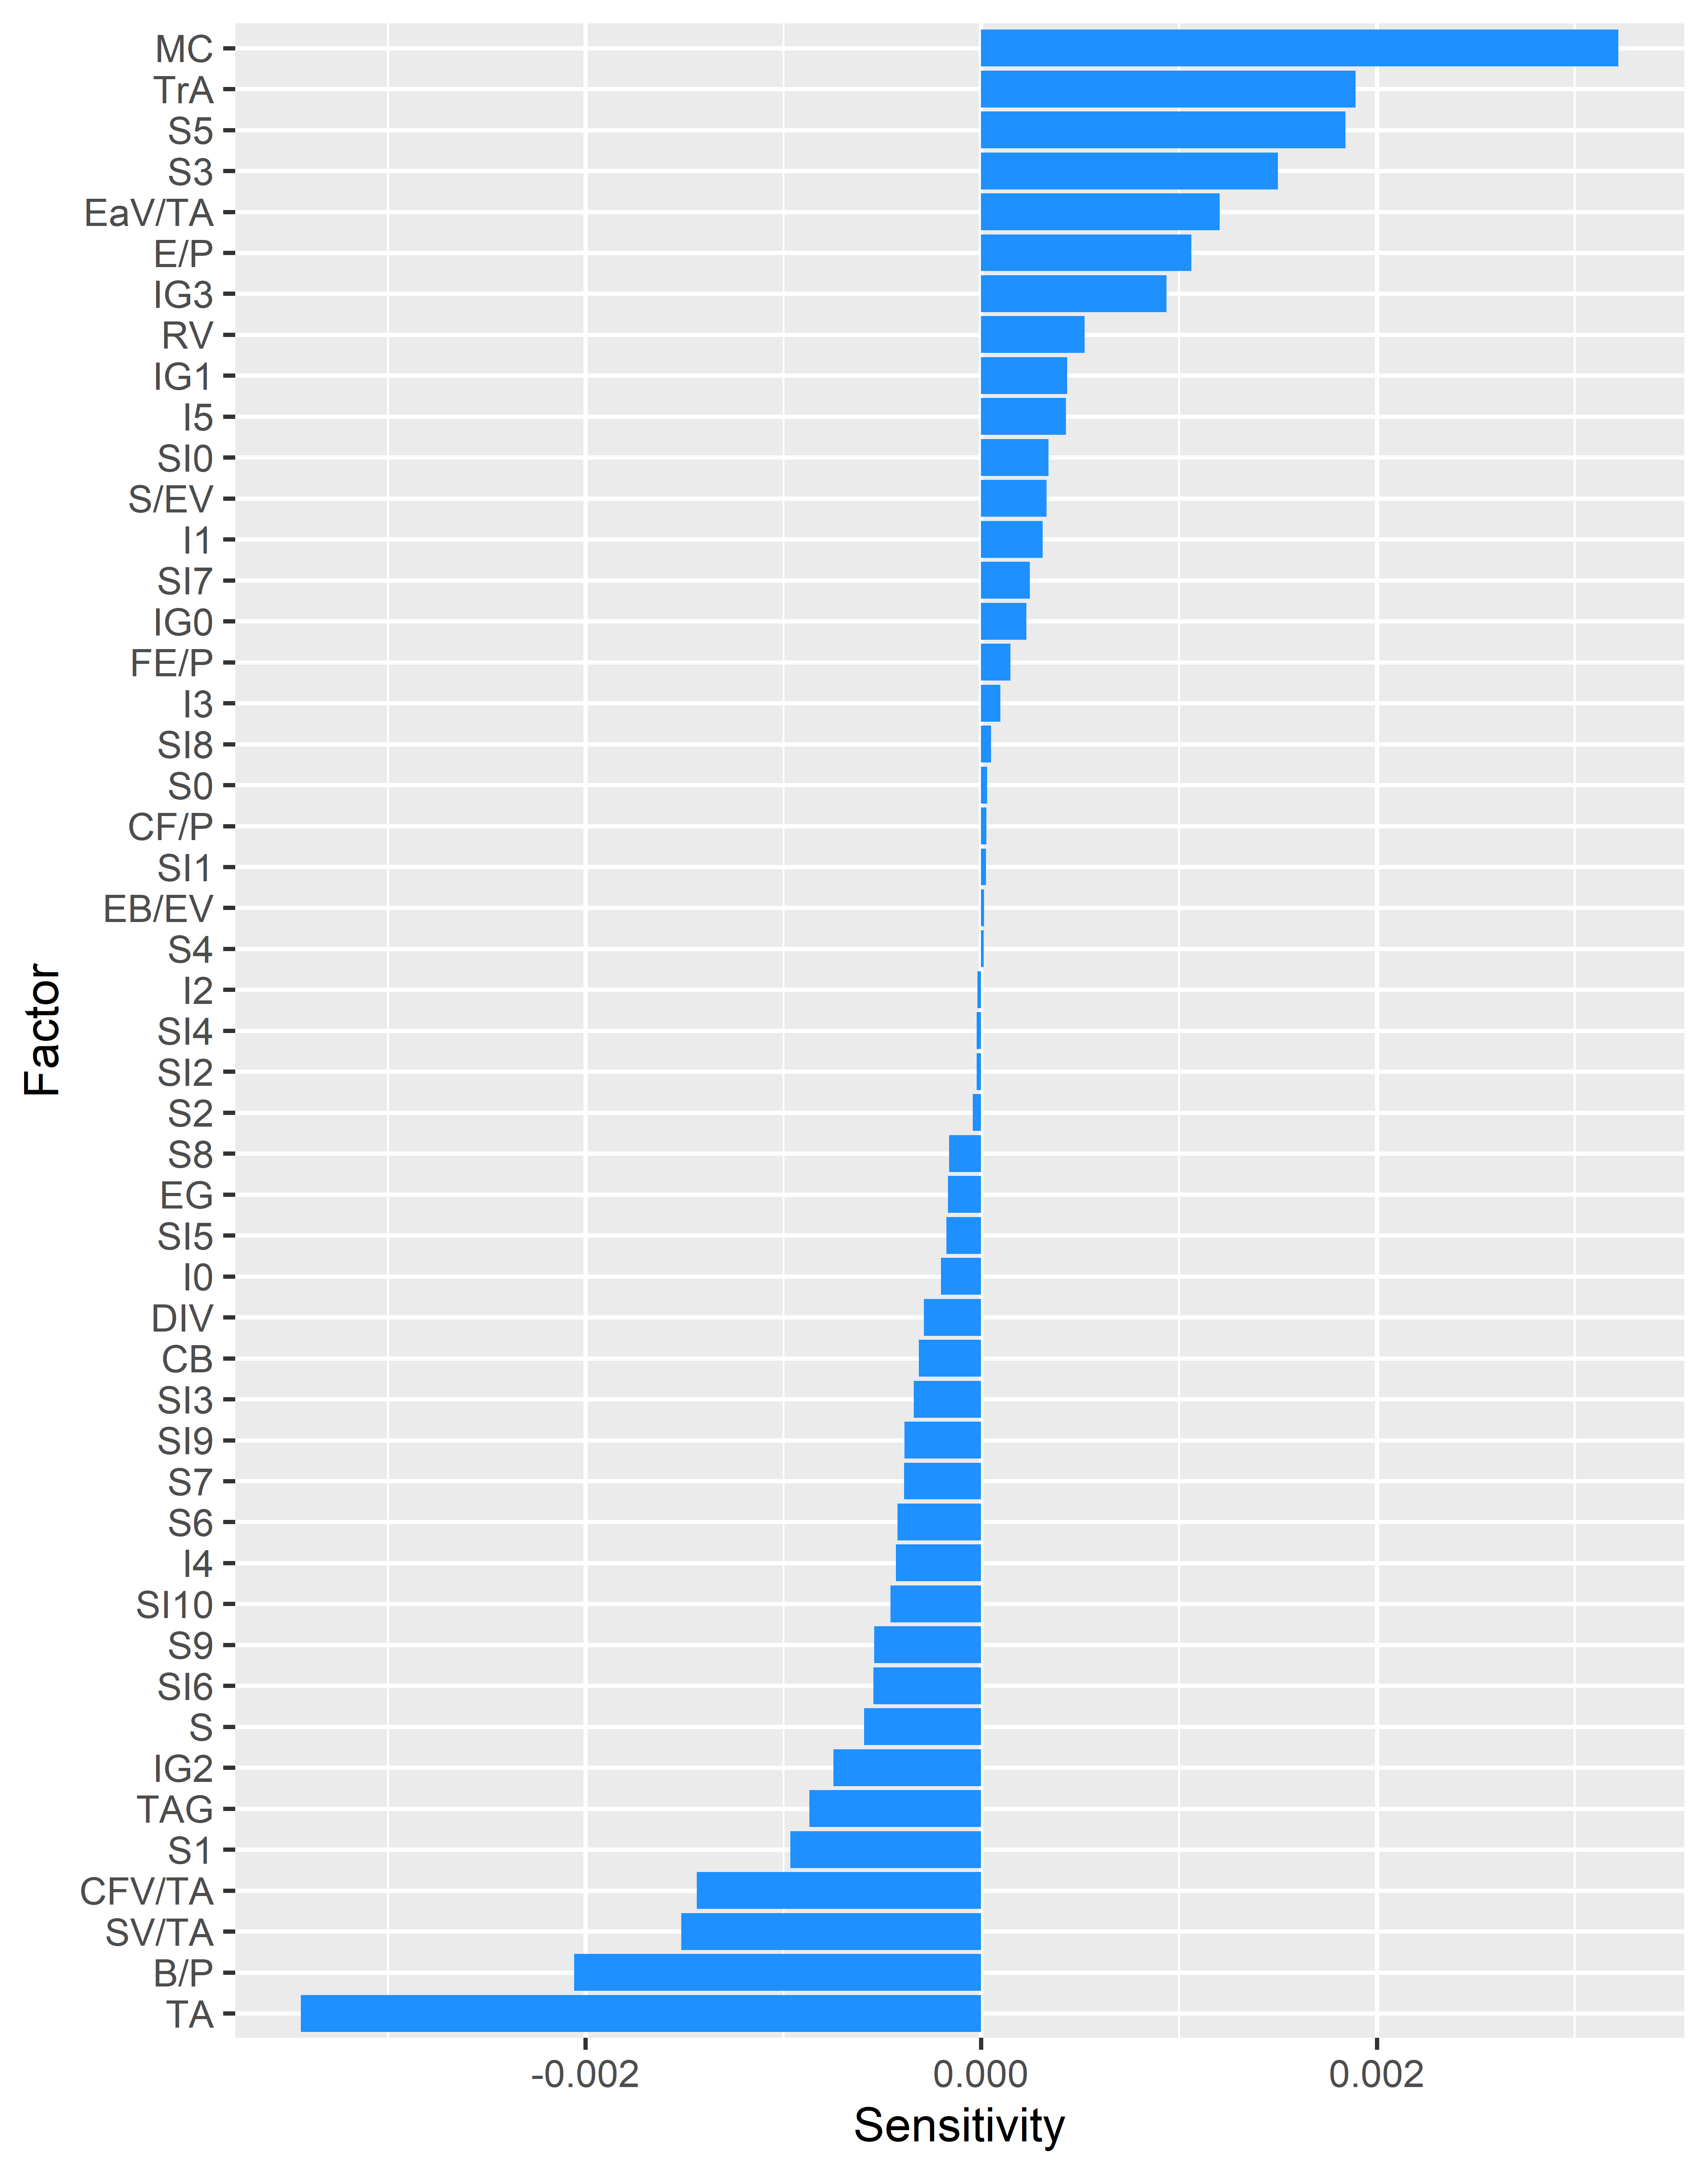 MC
TrA
S5
S3
EaV/TA
E/P
IG3
RV
IG1
I5
SI0
S/EV
I1
SI7
IG0
FE/P
I3
SI8
S0
CF/P
SI1
EB/EV
S4
I2
SI4
SI2
S2
S8
EG
SI5
I0
DIV
CB
SI3
SI9
S7
S6
I4
SI10
S9
SI6
S
IG2
TAG
S1
CFV/TA
SV/TA
B/P
TA
Factor
-0.002 0.000 0.002
Sensitivity